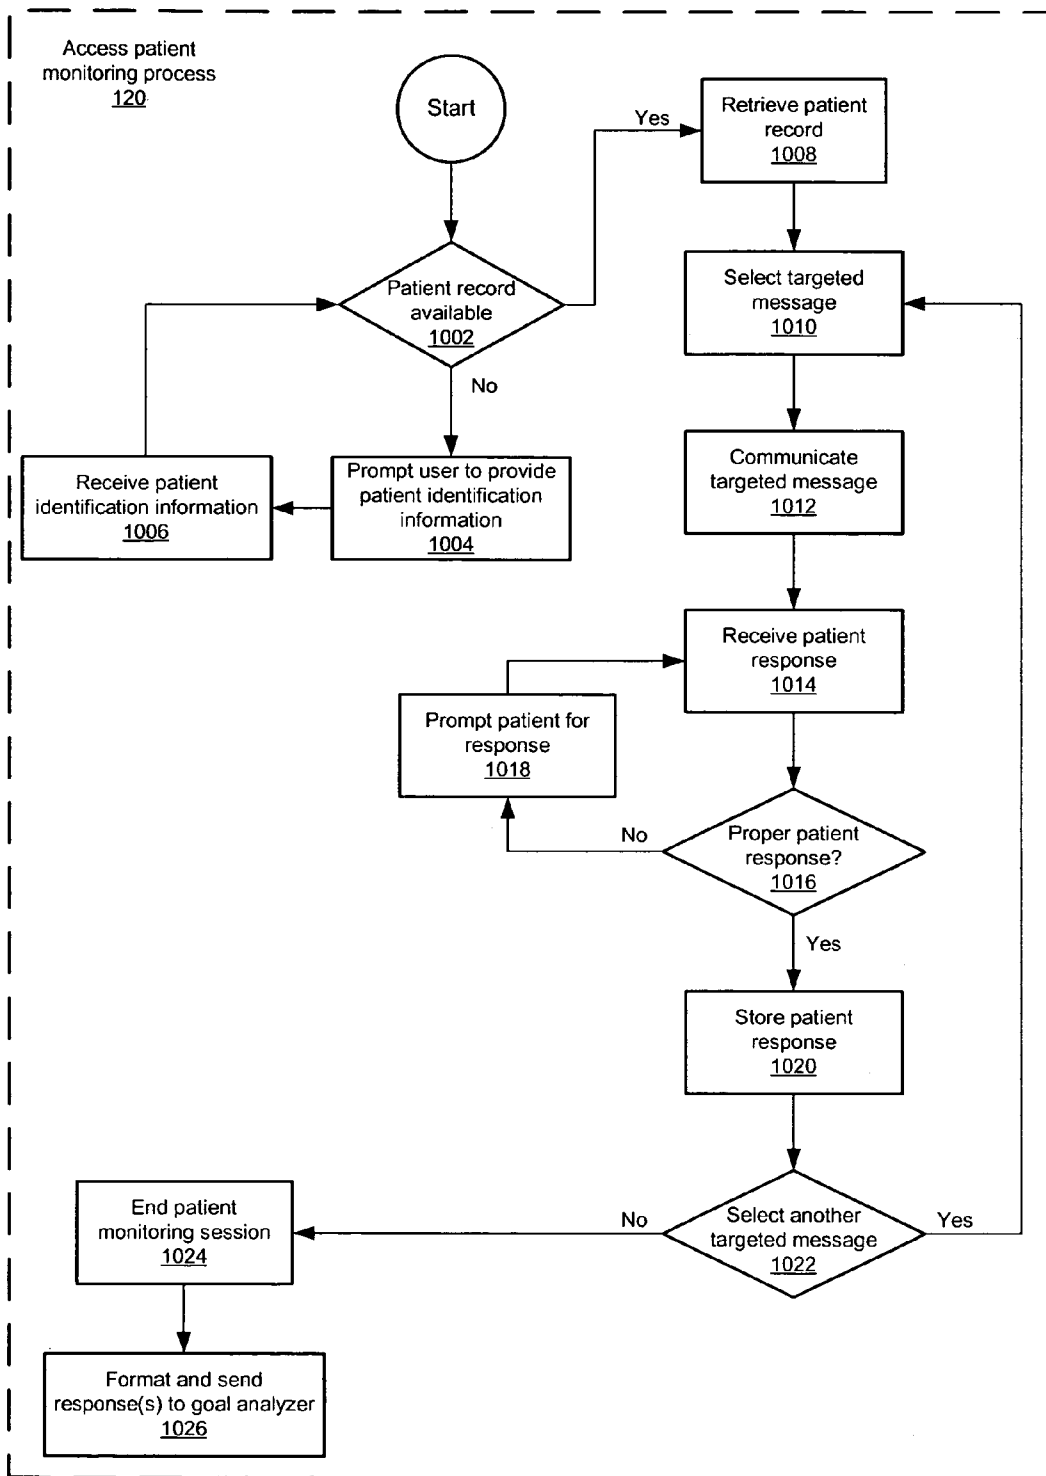 Access patient
monitoring process
120
Start
Yes
Retrieve patient
record
1008
Patient record
available
1002
Select targeted
message
1010
No
Receive patient
identification information
1006
Prompt user to provide
patient identification
information
1004
Communicate
targeted message
1012
Receive patient
response
1014
Prompt patient for
response
1018
No
Proper patient
response?
1016
Yes
Store patient
response
1020
End patient
monitoring session
1024
No
Select another
targeted message
1022
Yes
Format and send
response(s) to goal analyzer
1026